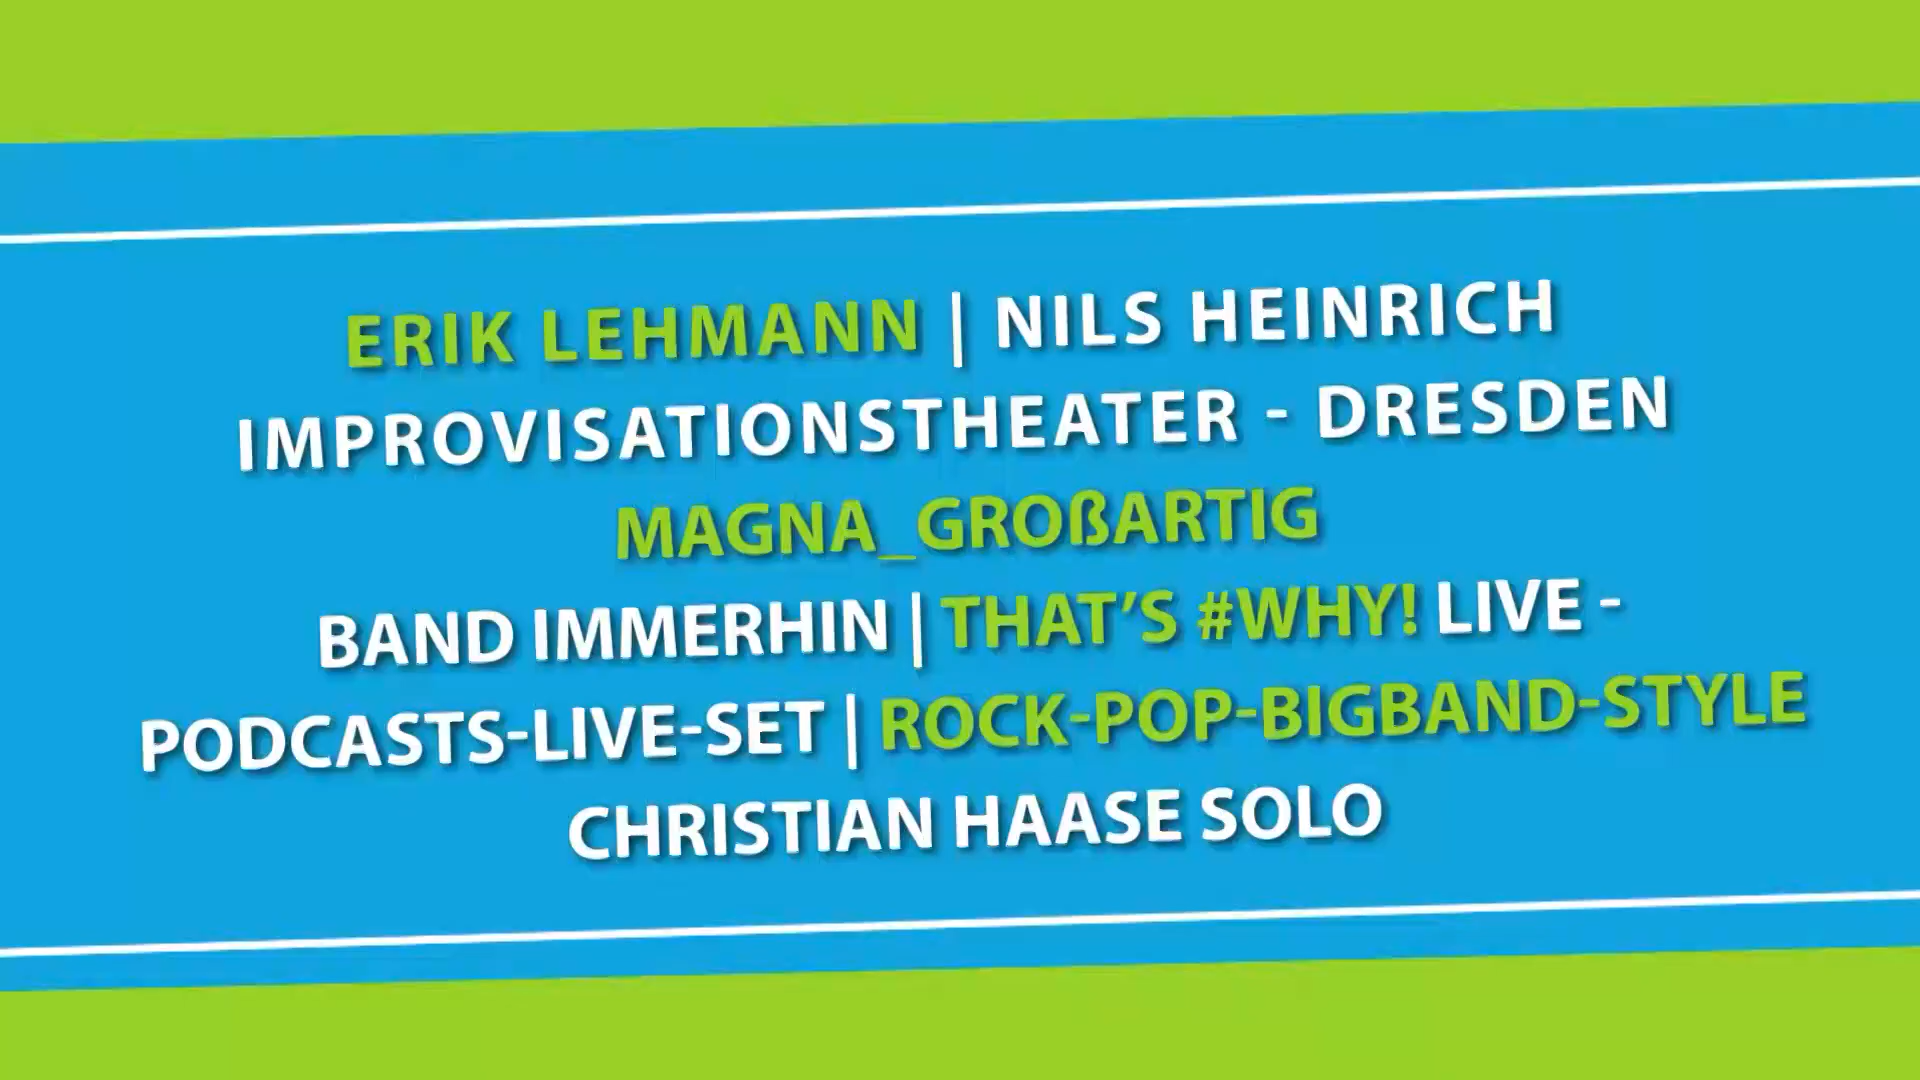 ERIK LEHMANN | NILS HEINRICH
IMPROVISATIONSTHEATER - DRESDEN
MAGNA_GROßARTIG
BAND IMMERHIN | THAT’S #WHY! LIVE -
PODCASTS-LIVE-SET | ROCK-POP-BIGBAND-STYLE
CHRISTIAN HAASE SOLO